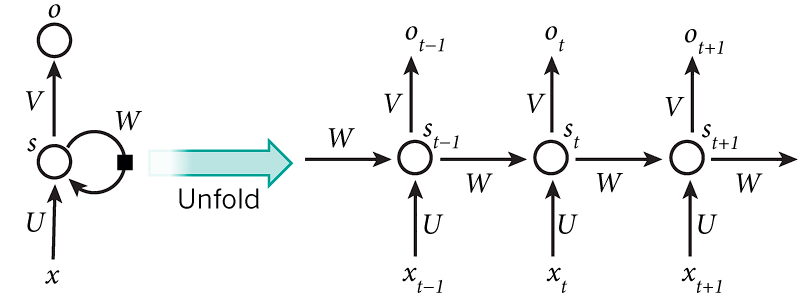 o
V
s
W
U
x
Unfold
o_{t-1} o_t o_{t+1}
V V V
W s_{t-1} s_t s_{t+1}
W W W
U U U
x_{t-1} x_t x_{t+1}